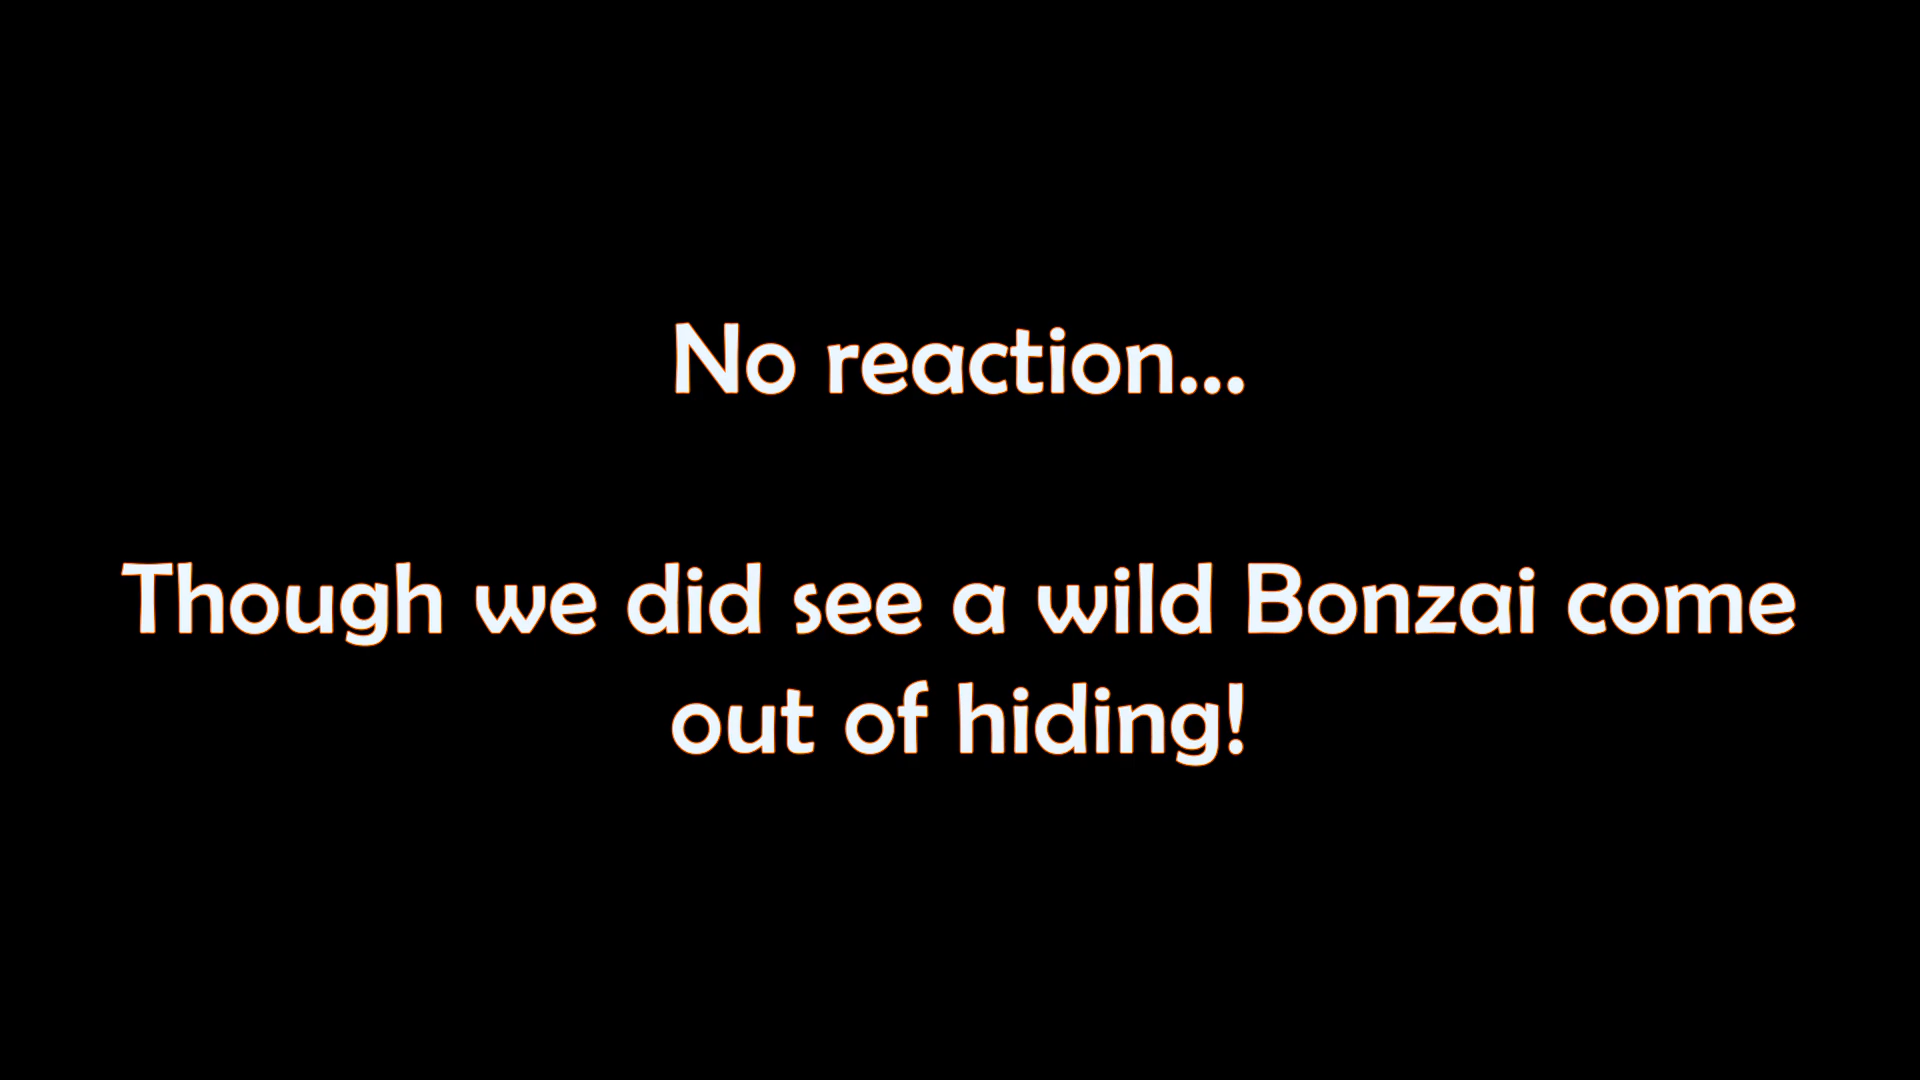 No reaction...
Though we did see a wild Bonzai come
out of hiding!